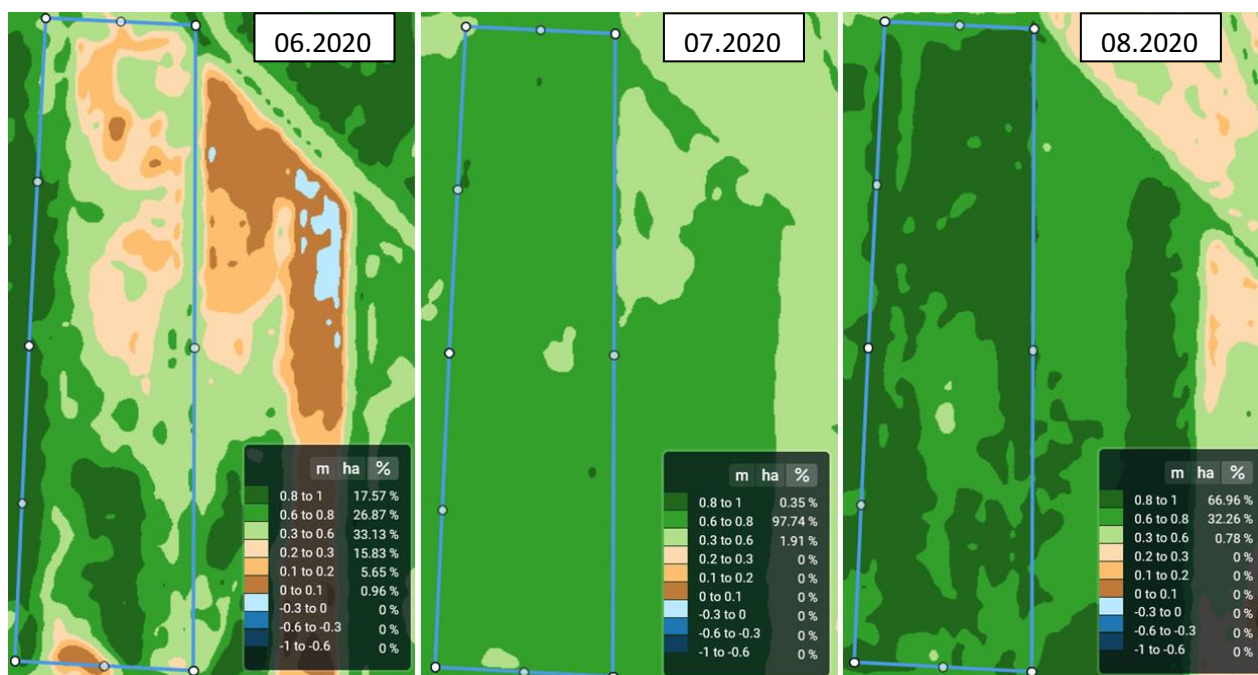 06.2020
m ha %
0.8 to 1 17.57 %
0.6 to 0.8 26.87 %
0.3 to 0.6 33.13 %
0.2 to 0.3 15.83 %
0.1 to 0.2 5.65 %
0 to 0.1 0.96 %
-0.3 to 0 0 %
-0.6 to -0.3 0 %
-1 to -0.6 0 %
07.2020
m ha %
0.8 to 1 0.35 %
0.6 to 0.8 97.74 %
0.3 to 0.6 1.91 %
0.2 to 0.3 0 %
0.1 to 0.2 0 %
0 to 0.1 0 %
-0.3 to 0 0 %
-0.6 to -0.3 0 %
-1 to -0.6 0 %
08.2020
m ha %
0.8 to 1 66.96 %
0.6 to 0.8 32.26 %
0.3 to 0.6 0.78 %
0.2 to 0.3 0 %
0.1 to 0.2 0 %
0 to 0.1 0 %
-0.3 to 0 0 %
-0.6 to -0.3 0 %
-1 to -0.6 0 %